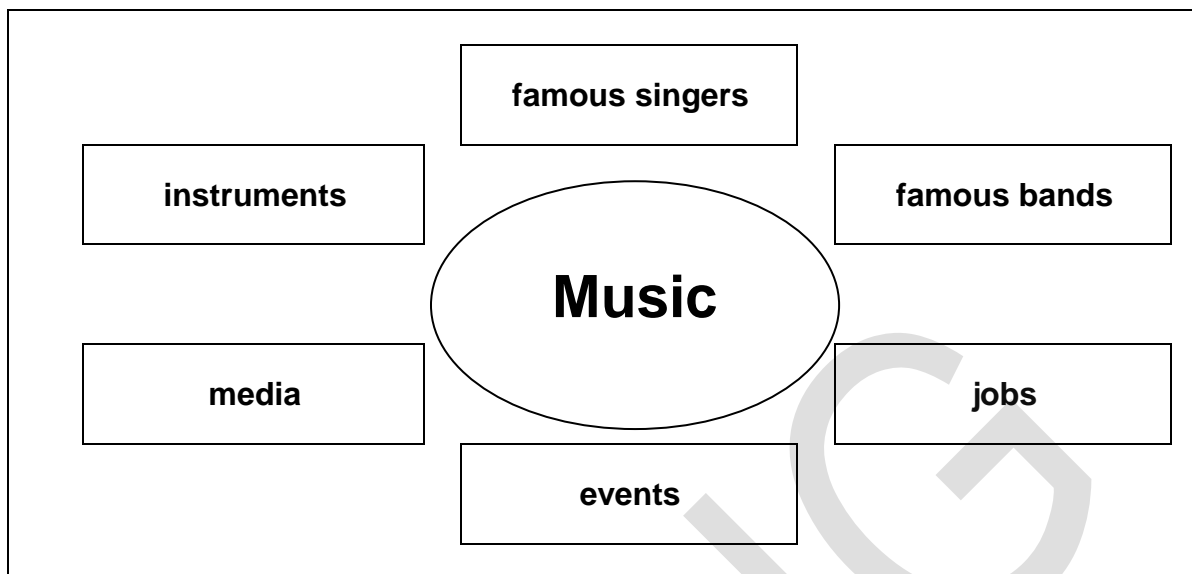 famous singers
instruments
famous bands
Music
media
jobs
events